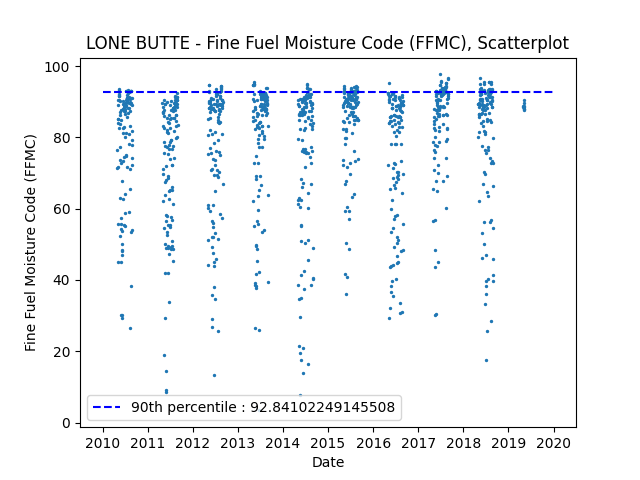 LONE BUTTE - Fine Fuel Moisture Code (FFMC), Scatterplot
Fine Fuel Moisture Code (FFMC)
100
80
60
40
20
0
90th percentile : 92.84102249145508
2010 2011 2012 2013 2014 2015 2016 2017 2018 2019 2020
Date